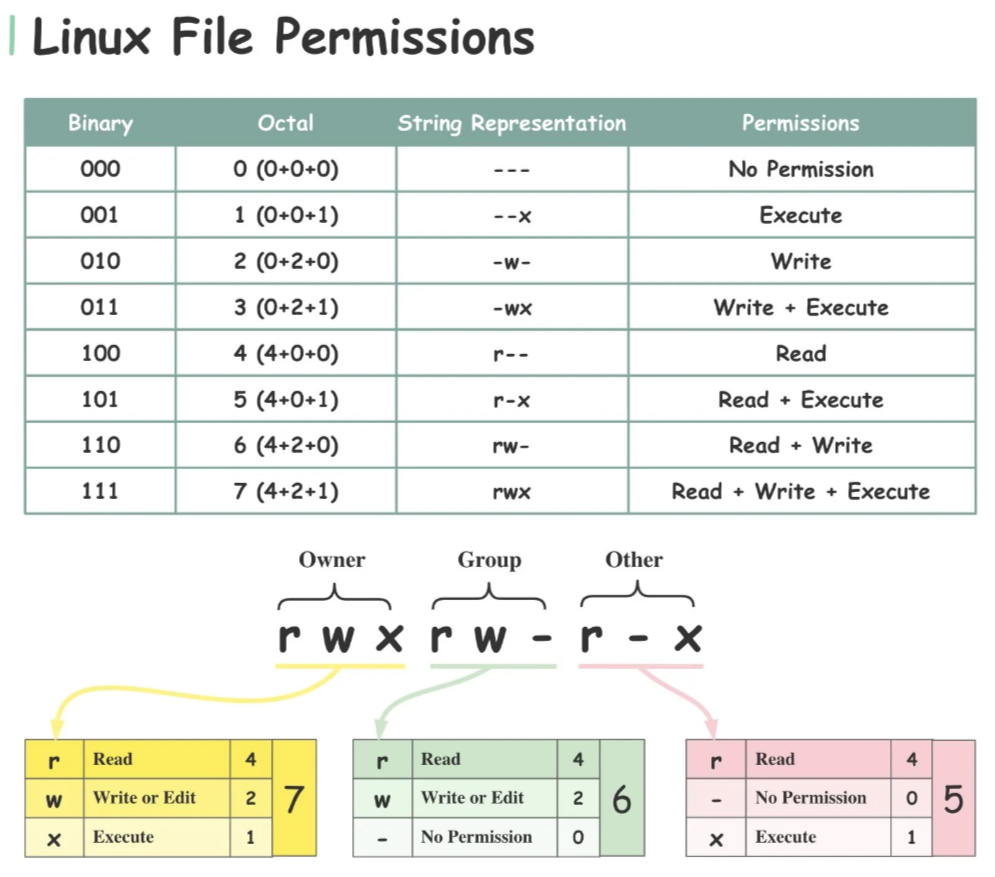 Linux File Permissions
Binary Octal String Representation Permissions
000 0 (0+0+0) --- No Permission
001 1 (0+0+1) --x Execute
010 2 (0+2+0) -w- Write
011 3 (0+2+1) -wx Write + Execute
100 4 (4+0+0) r-- Read
101 5 (4+0+1) r-x Read + Execute
110 6 (4+2+0) rw- Read + Write
111 7 (4+2+1) rwx Read + Write + Execute
Owner Group Other
r w x r w - r - x
r Read 4
w Write or Edit 2
x Execute 1
7
r Read 4
w Write or Edit 2
- No Permission 0
6
r Read 4
- No Permission 0
x Execute 1
5